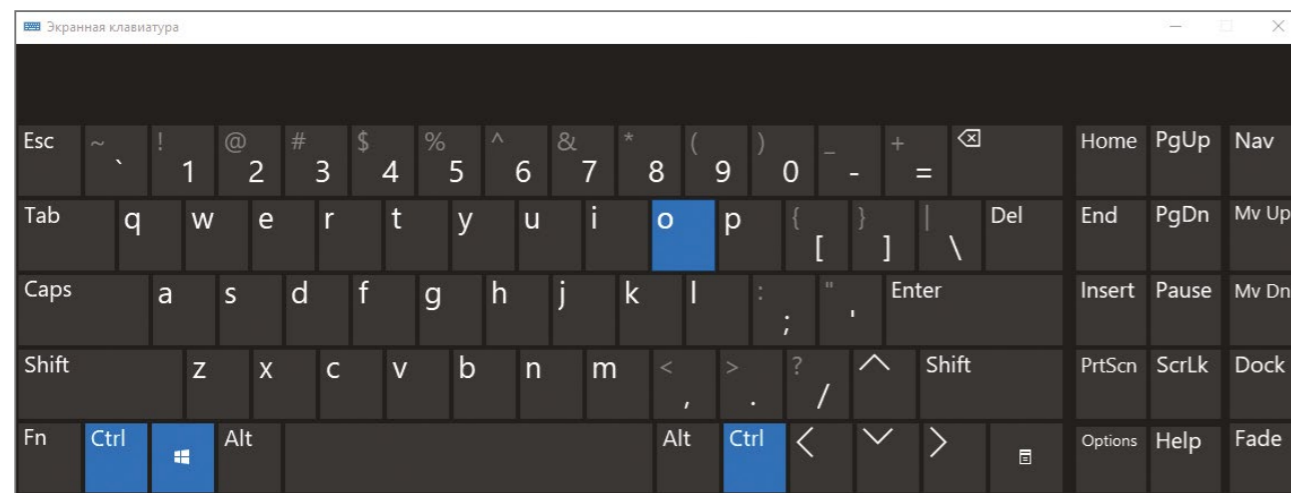 Экранная клавиатура
Esc ~ ` ! 1 @ 2 # 3 $ 4 % 5 ^ 6 & 7 * 8 ( 9 ) 0 _ - + = Home PgUp Nav
Tab q w e r t y u i o p { [ } ] | \ Del End PgDn Mv Up
Caps a s d f g h j k l : ; " ' Enter Insert Pause Mv Dn
Shift z x c v b n m < , > . ? / Shift PrtScn ScrLk Dock
Fn Ctrl Alt Alt Ctrl Options Help Fade